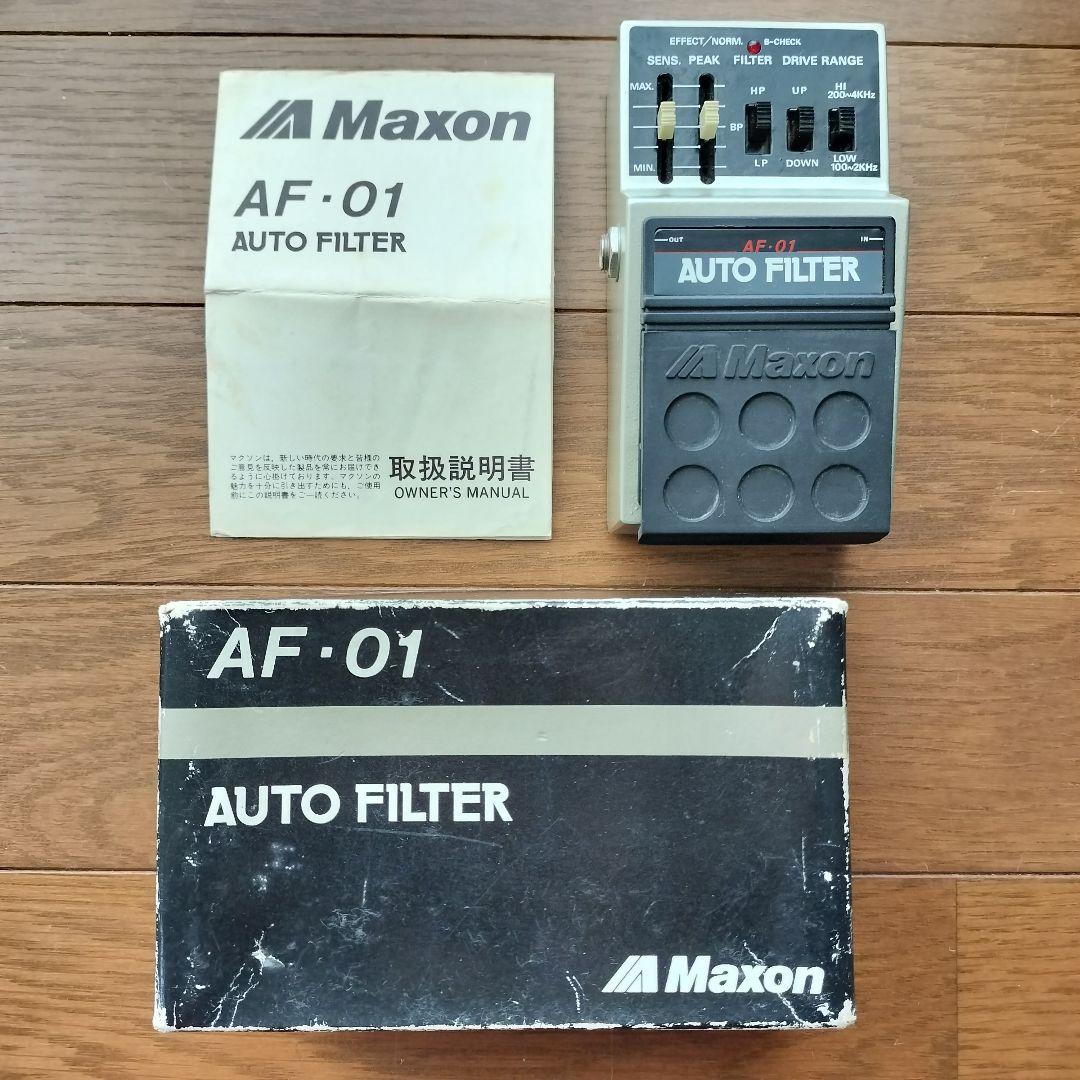 Maxon
AF・01
AUTO FILTER
マクソンは、新しい時代の要求と皆様の
ご意見を反映した製品を常にお届けでき
るように心掛けております。マクソンの
魅力を十分に引き出すためにも、ご使用
前にこの説明書をご一読ください。
取扱説明書
OWNER'S MANUAL
EFFECT/NORM. B-CHECK
SENS. PEAK FILTER DRIVE RANGE
MAX. HP UP HI
200~4KHz
BP
MIN. LP DOWN LOW
100~2KHz
OUT IN
AF・01
AUTO FILTER
Maxon
AF・01
AUTO FILTER
Maxon